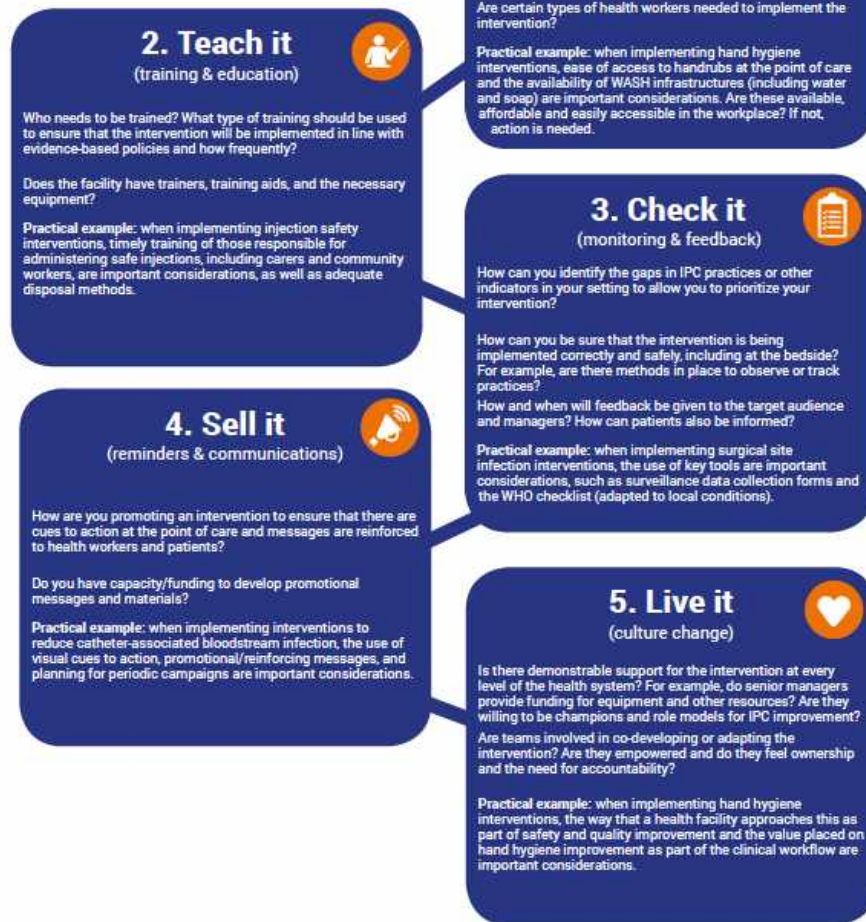 Are certain types of health workers needed to implement the
intervention?
Practical example: when implementing hand hygiene
interventions, ease of access to handrubs at the point of care
and the availability of WASH infrastructures (including water
and soap) are important considerations. Are these available,
affordable and easily accessible in the workplace? If not,
action is needed.
2. Teach it
(training & education)
Who needs to be trained? What type of training should be used
to ensure that the intervention will be implemented in line with
evidence-based policies and how frequently?
Does the facility have trainers, training aids, and the necessary
equipment?
Practical example: when implementing injection safety
interventions, timely training of those responsible for
administering safe injections, including carers and community
workers, are important considerations, as well as adequate
disposal methods.
3. Check it
(monitoring & feedback)
How can you identify the gaps in IPC practices or other
indicators in your setting to allow you to prioritize your
intervention?
How can you be sure that the intervention is being
implemented correctly and safely, including at the bedside?
For example, are there methods in place to observe or track
practices?
How and when will feedback be given to the target audience
and managers? How can patients also be informed?
Practical example: when implementing surgical site
infection interventions, the use of key tools are important
considerations, such as surveillance data collection forms and
the WHO checklist (adapted to local conditions).
4. Sell it
(reminders & communications)
How are you promoting an intervention to ensure that there are
cues to action at the point of care and messages are reinforced
to health workers and patients?
Do you have capacity/funding to develop promotional
messages and materials?
Practical example: when implementing interventions to
reduce catheter-associated bloodstream infection, the use of
visual cues to action, promotional/reinforcing messages, and
planning for periodic campaigns are important considerations.
5. Live it
(culture change)
Is there demonstrable support for the intervention at every
level of the health system? For example, do senior managers
provide funding for equipment and other resources? Are they
willing to be champions and role models for IPC improvement?
Are teams involved in co-developing or adapting the
intervention? Are they empowered and do they feel ownership
and the need for accountability?
Practical example: when implementing hand hygiene
interventions, the way that a health facility approaches this as
part of safety and quality improvement and the value placed on
hand hygiene improvement as part of the clinical workflow are
important considerations.